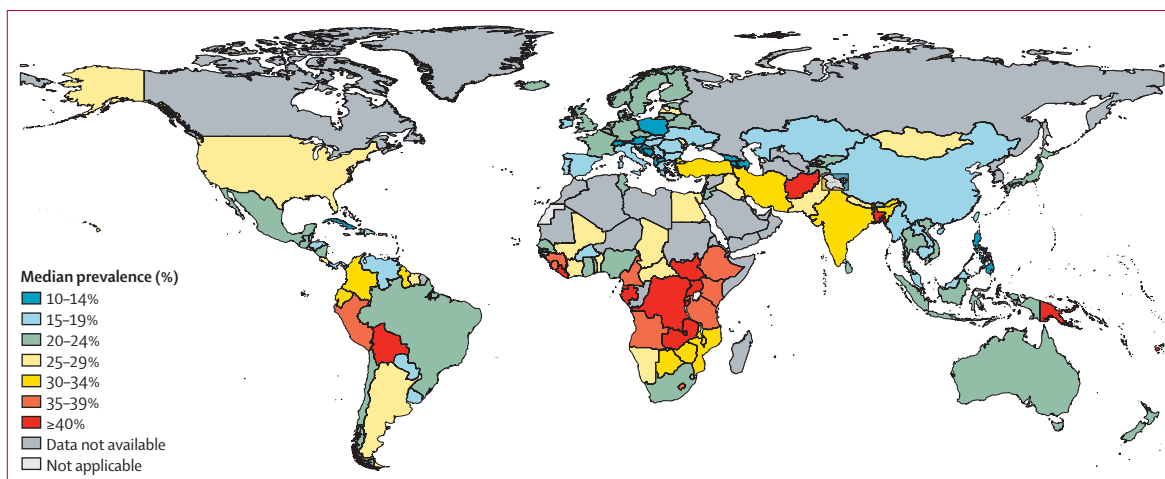 Median prevalence (%)
10–14%
15–19%
20–24%
25–29%
30–34%
35–39%
≥40%
Data not available
Not applicable